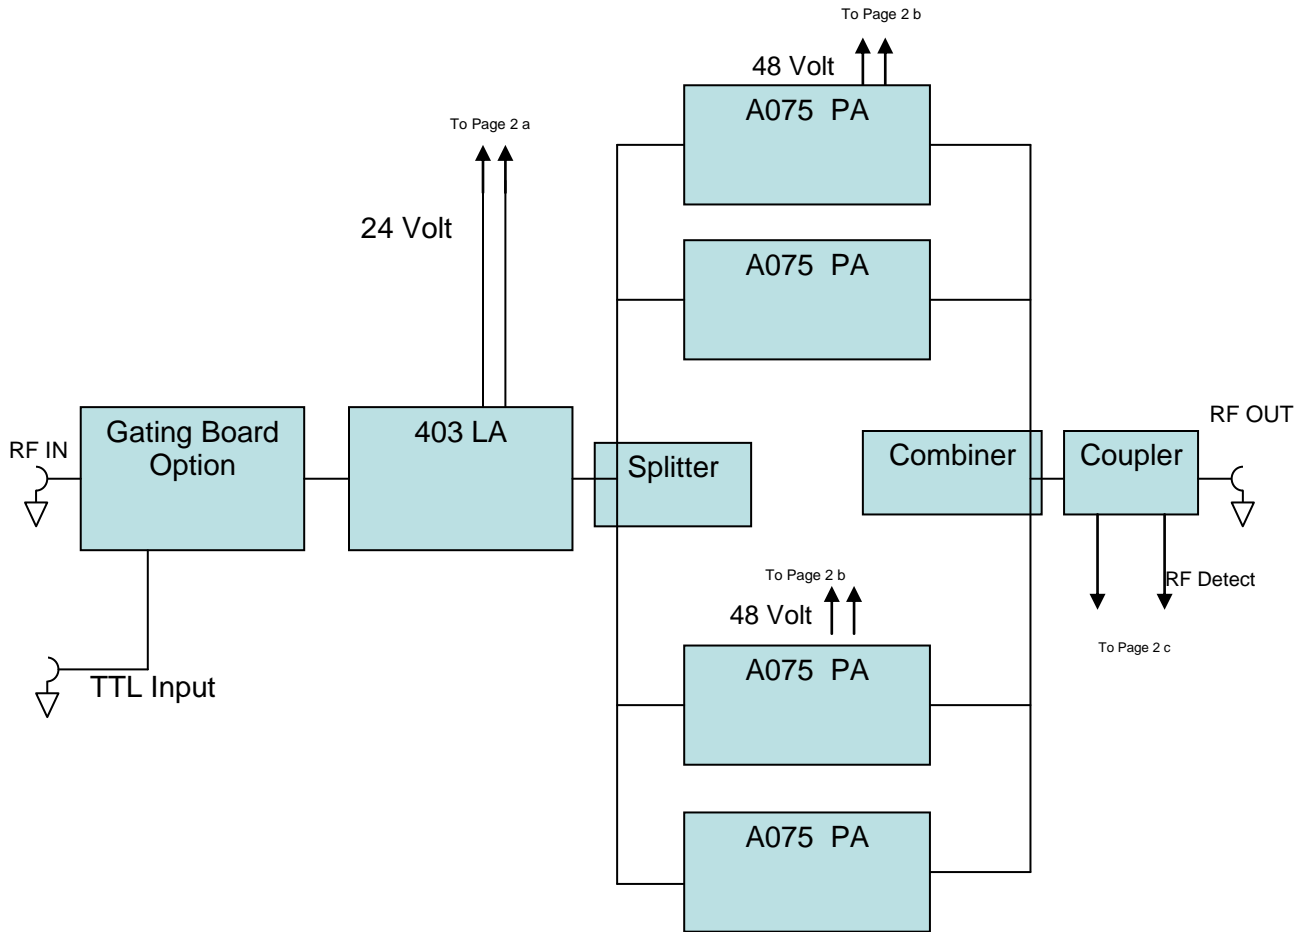 To Page 2 b
48 Volt
A075 PA
To Page 2 a
24 Volt
A075 PA
RF IN
Gating Board
Option
403 LA
Splitter
Combiner
Coupler
RF OUT
To Page 2 b
48 Volt
RF Detect
To Page 2 c
A075 PA
TTL Input
A075 PA